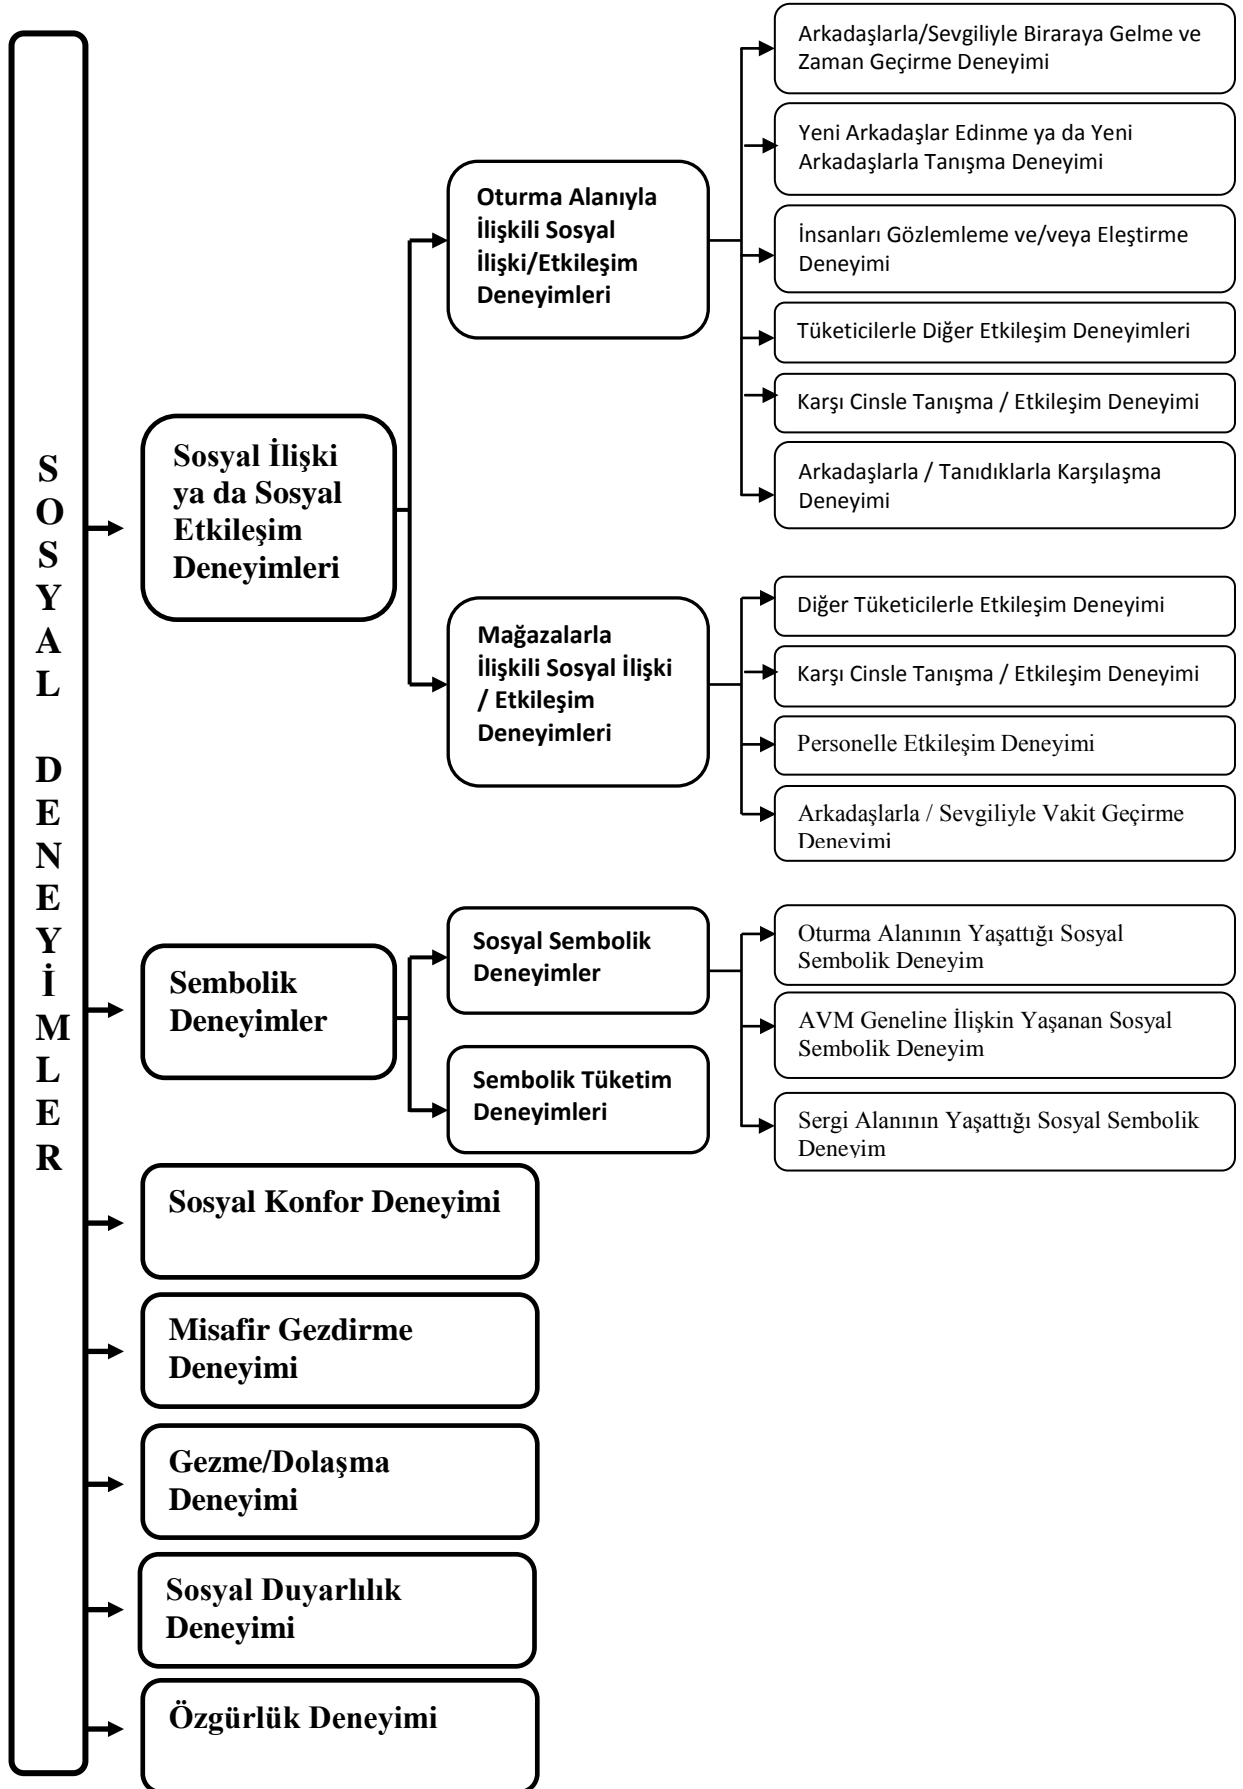 SOSYAL DENEYİMLER
Sosyal İlişki
ya da Sosyal
Etkileşim
Deneyimleri
Oturma Alanıyla
İlişkili Sosyal
İlişki/Etkileşim
Deneyimleri
Arkadaşlarla/Sevgiliyle Biraraya Gelme ve
Zaman Geçirme Deneyimi
Yeni Arkadaşlar Edinme ya da Yeni
Arkadaşlarla Tanışma Deneyimi
İnsanları Gözlemleme ve/veya Eleştirme
Deneyimi
Tüketicilerle Diğer Etkileşim Deneyimleri
Karşı Cinsle Tanışma / Etkileşim Deneyimi
Arkadaşlarla / Tanıdıklarla Karşılaşma
Deneyimi
Mağazalarla
İlişkili Sosyal İlişki
/ Etkileşim
Deneyimleri
Diğer Tüketicilerle Etkileşim Deneyimi
Karşı Cinsle Tanışma / Etkileşim Deneyimi
Personelle Etkileşim Deneyimi
Arkadaşlarla / Sevgiliyle Vakit Geçirme
Deneyimi
Sembolik
Deneyimler
Sosyal Sembolik
Deneyimler
Oturma Alanının Yaşattığı Sosyal
Sembolik Deneyim
AVM Geneline İlişkin Yaşanan Sosyal
Sembolik Deneyim
Sergi Alanının Yaşattığı Sosyal Sembolik
Deneyim
Sembolik Tüketim
Deneyimleri
Sosyal Konfor Deneyimi
Misafir Gezdirme
Deneyimi
Gezme/Dolaşma
Deneyimi
Sosyal Duyarlılık
Deneyimi
Özgürlük Deneyimi